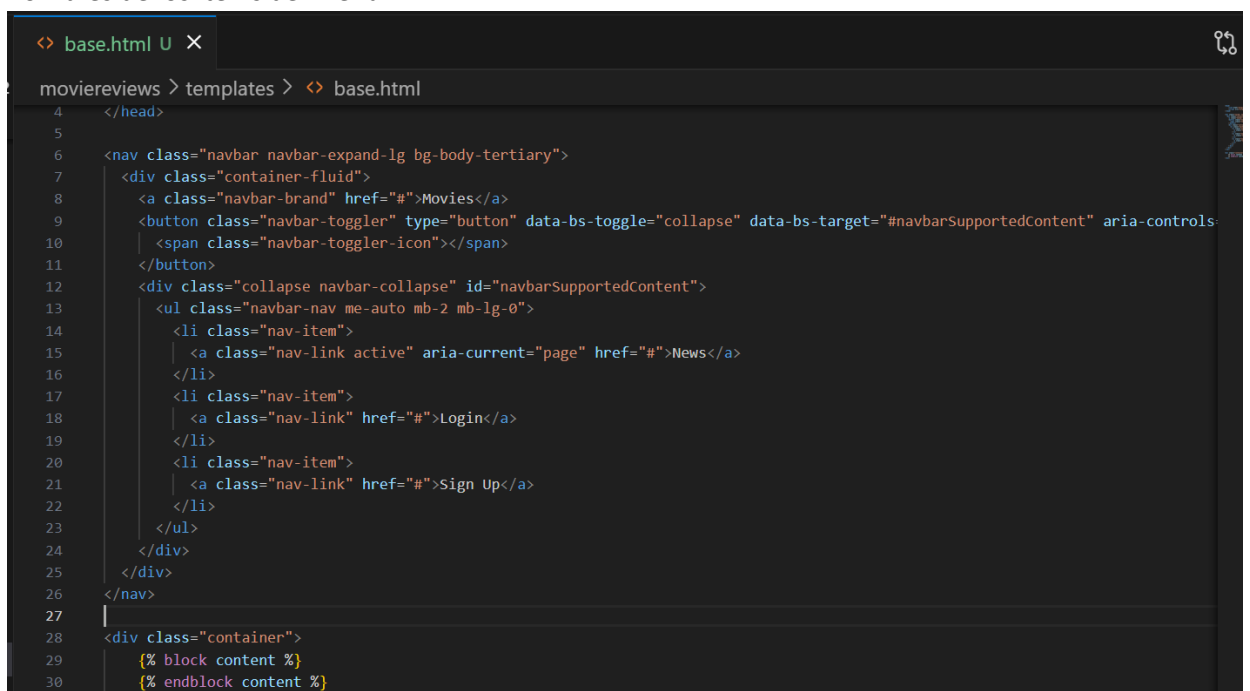 base.html U
moviereviews > templates > base.html
4 </head>
5
6 <nav class="navbar navbar-expand-lg bg-body-tertiary">
7 <div class="container-fluid">
8 <a class="navbar-brand" href="#">Movies</a>
9 <button class="navbar-toggler" type="button" data-bs-toggle="collapse" data-bs-target="#navbarSupportedContent" aria-controls=
10 <span class="navbar-toggler-icon"></span>
11 </button>
12 <div class="collapse navbar-collapse" id="navbarSupportedContent">
13 <ul class="navbar-nav me-auto mb-2 mb-lg-0">
14 <li class="nav-item">
15 <a class="nav-link active" aria-current="page" href="#">News</a>
16 </li>
17 <li class="nav-item">
18 <a class="nav-link" href="#">Login</a>
19 </li>
20 <li class="nav-item">
21 <a class="nav-link" href="#">Sign Up</a>
22 </li>
23 </ul>
24 </div>
25 </div>
26 </nav>
27
28 <div class="container">
29 {% block content %}
30 {% endblock content %}